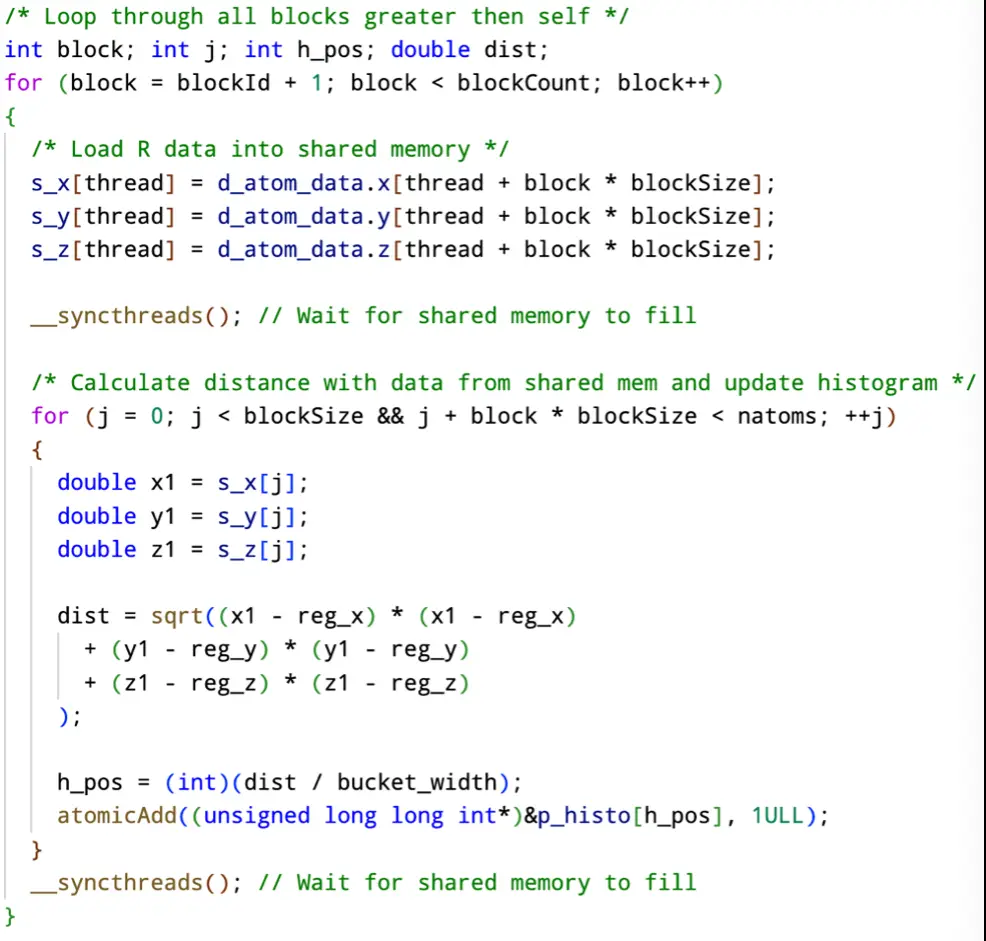 /* Loop through all blocks greater then self */
int block; int j; int h_pos; double dist;
for (block = blockId + 1; block < blockCount; block++)
{
/* Load R data into shared memory */
s_x[thread] = d_atom_data.x[thread + block * blockSize];
s_y[thread] = d_atom_data.y[thread + block * blockSize];
s_z[thread] = d_atom_data.z[thread + block * blockSize];
__syncthreads(); // Wait for shared memory to fill
/* Calculate distance with data from shared mem and update histogram */
for (j = 0; j < blockSize && j + block * blockSize < natoms; ++j)
{
double x1 = s_x[j];
double y1 = s_y[j];
double z1 = s_z[j];
dist = sqrt((x1 - reg_x) * (x1 - reg_x)
+ (y1 - reg_y) * (y1 - reg_y)
+ (z1 - reg_z) * (z1 - reg_z)
);
h_pos = (int)(dist / bucket_width);
atomicAdd((unsigned long long int*)&p_histo[h_pos], 1ULL);
}
__syncthreads(); // Wait for shared memory to fill
}